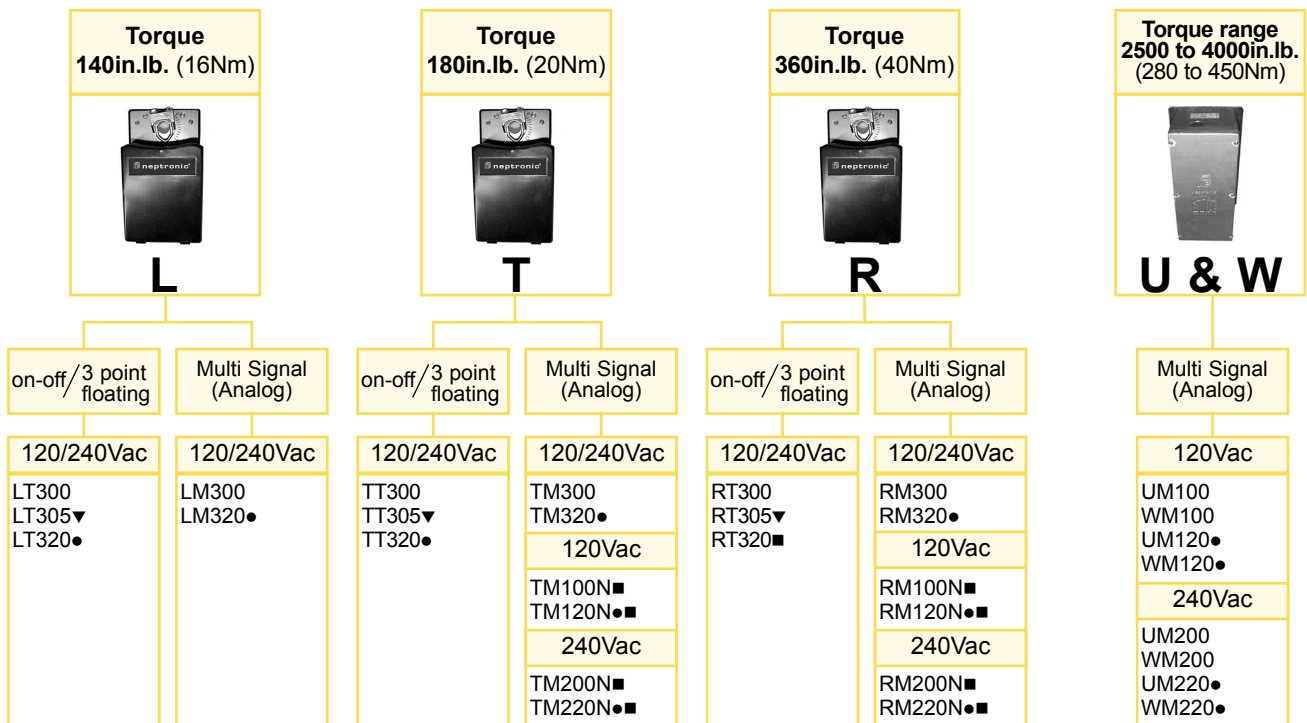 Torque
140in.lb. (16Nm)
neptronic
L
on-off/3 point
floating
120/240Vac
LT300
LT305▼
LT320●
Multi Signal
(Analog)
120/240Vac
LM300
LM320●
Torque
180in.lb. (20Nm)
neptronic
T
on-off/3 point
floating
120/240Vac
TT300
TT305▼
TT320●
Multi Signal
(Analog)
120/240Vac
TM300
TM320●
120Vac
TM100N■
TM120N●■
240Vac
TM200N■
TM220N●■
Torque
360in.lb. (40Nm)
neptronic
R
on-off/3 point
floating
120/240Vac
RT300
RT305▼
RT320■
Multi Signal
(Analog)
120/240Vac
RM300
RM320●
120Vac
RM100N■
RM120N●■
240Vac
RM200N■
RM220N●■
Torque range
2500 to 4000in.lb.
(280 to 450Nm)
U & W
Multi Signal
(Analog)
120Vac
UM100
WM100
UM120●
WM120●
240Vac
UM200
WM200
UM220●
WM220●